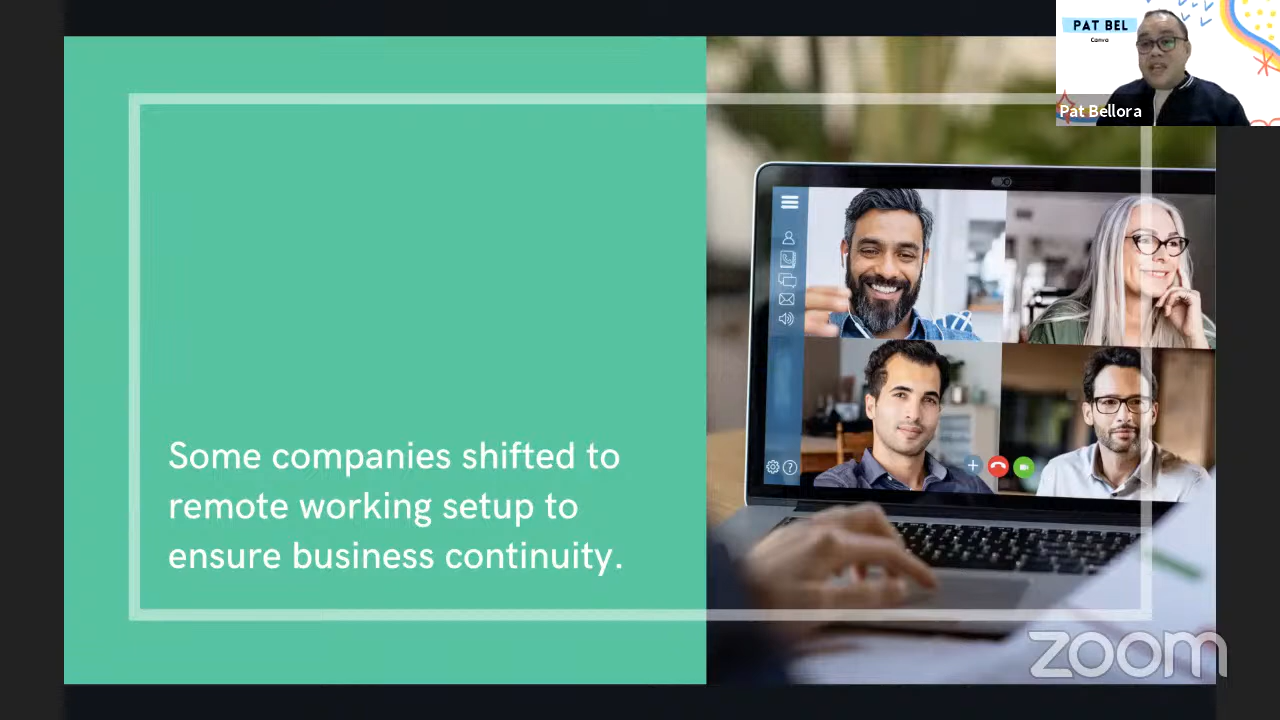 PAT BEL
Canva
Pat Bellora
Some companies shifted to
remote working setup to
ensure business continuity.
zoom